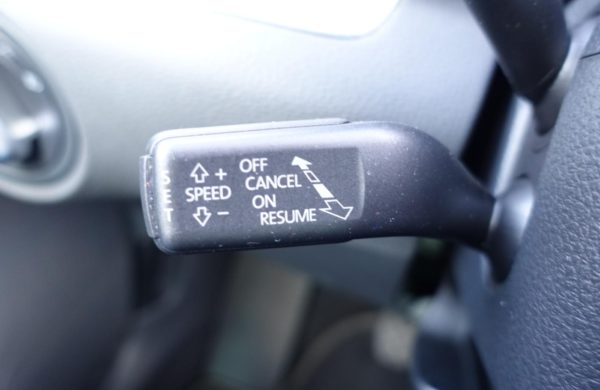 SET
+
SPEED
−
OFF
CANCEL
ON
RESUME